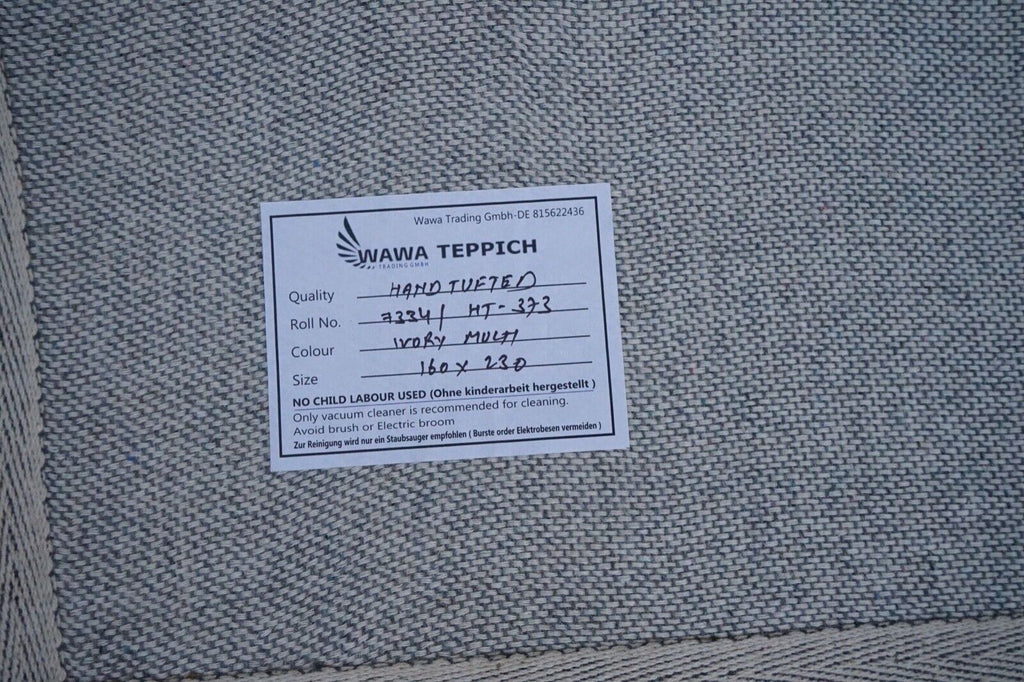 Wawa Trading Gmbh-DE 815622436
WAWA TEPPICH
TRADING GMBH
Quality HAND TUFTED
Roll No. 7334/ HT-373
Colour IVORY MULTI
Size 160 x 230
NO CHILD LABOUR USED (Ohne kinderarbeit hergestellt )
Only vacuum cleaner is recommended for cleaning.
Avoid brush or Electric broom
Zur Reinigung wird nur ein Staubsauger empfohlen ( Burste order Elektrobesen vermeiden )